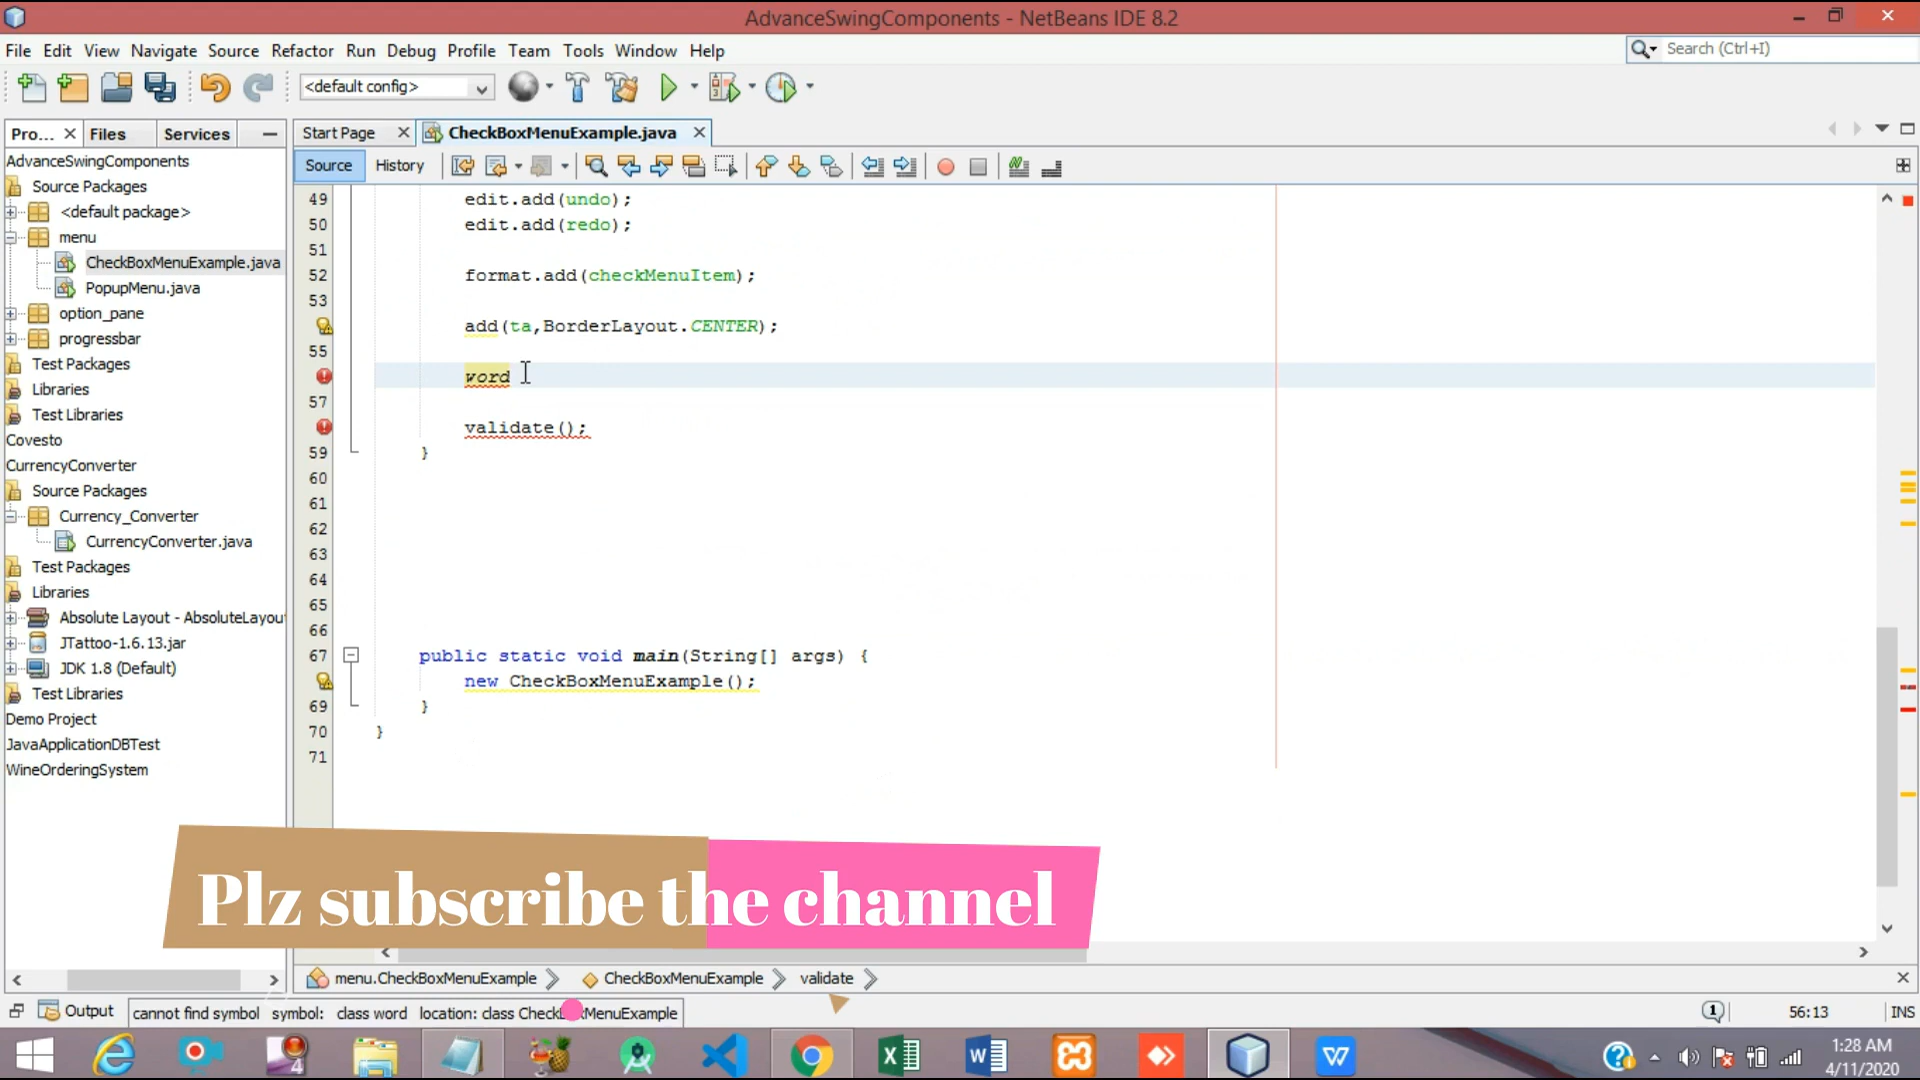 AdvanceSwingComponents - NetBeans IDE 8.2
File Edit View Navigate Source Refactor Run Debug Profile Team Tools Window Help
Search (Ctrl+I)
<default config>
Pro... Files Services
Start Page CheckBoxMenuExample.java
Source History
AdvanceSwingComponents
Source Packages
<default package>
menu
CheckBoxMenuExample.java
PopupMenu.java
option_pane
progressbar
Test Packages
Libraries
Test Libraries
Covesto
CurrencyConverter
Source Packages
Currency_Converter
CurrencyConverter.java
Test Packages
Libraries
Absolute Layout - AbsoluteLayou
JTattoo-1.6.13.jar
JDK 1.8 (Default)
Test Libraries
Demo Project
JavaApplicationDBTest
WineOrderingSystem
49 edit.add(undo);
50 edit.add(redo);
51
52 format.add(checkMenuItem);
53
add(ta,BorderLayout.CENTER);
55
word
57
validate();
59 }
60
61
62
63
64
65
66
67 public static void main(String[] args) {
new CheckBoxMenuExample();
69 }
70 }
71
Plz subscribe the channel
menu.CheckBoxMenuExample CheckBoxMenuExample validate
Output cannot find symbol symbol: class word location: class CheckBoxMenuExample
1 56:13 INS
4
1:28 AM
4/11/2020